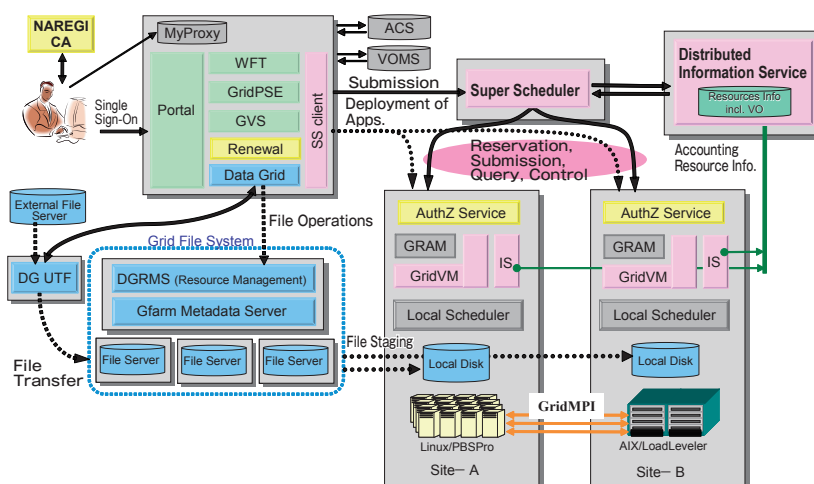 NAREGI
CA
MyProxy
ACS
VOMS
WFT
GridPSE
GVS
Renewal
Data Grid
Portal
SS client
Single
Sign-On
Submission
Deployment of
Apps.
Super Scheduler
Distributed
Information Service
Resources Info
incl. VO
Accounting
Resource Info.
Reservation,
Submission,
Query, Control
External File
Server
File Operations
Grid File System
DG UTF
DGRMS (Resource Management)
Gfarm Metadata Server
File Server
File Server
File Server
File
Transfer
File Staging
AuthZ Service
GRAM
GridVM
IS
Local Scheduler
Local Disk
Linux/PBSPro
Site- A
GridMPI
AuthZ Service
GRAM
GridVM
IS
Local Scheduler
Local Disk
AIX/LoadLeveler
Site- B